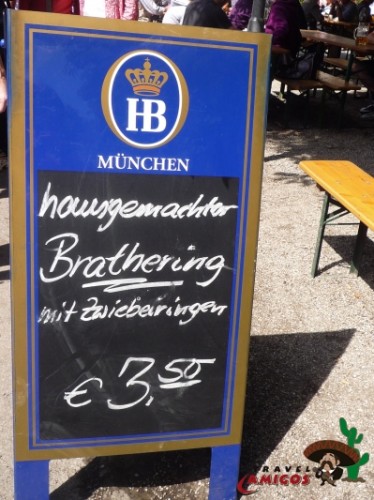 HB
MÜNCHEN
hausgemachter
Brathering
mit Zwiebelringen
€ 3,50
TRAVEL
AMIGOS